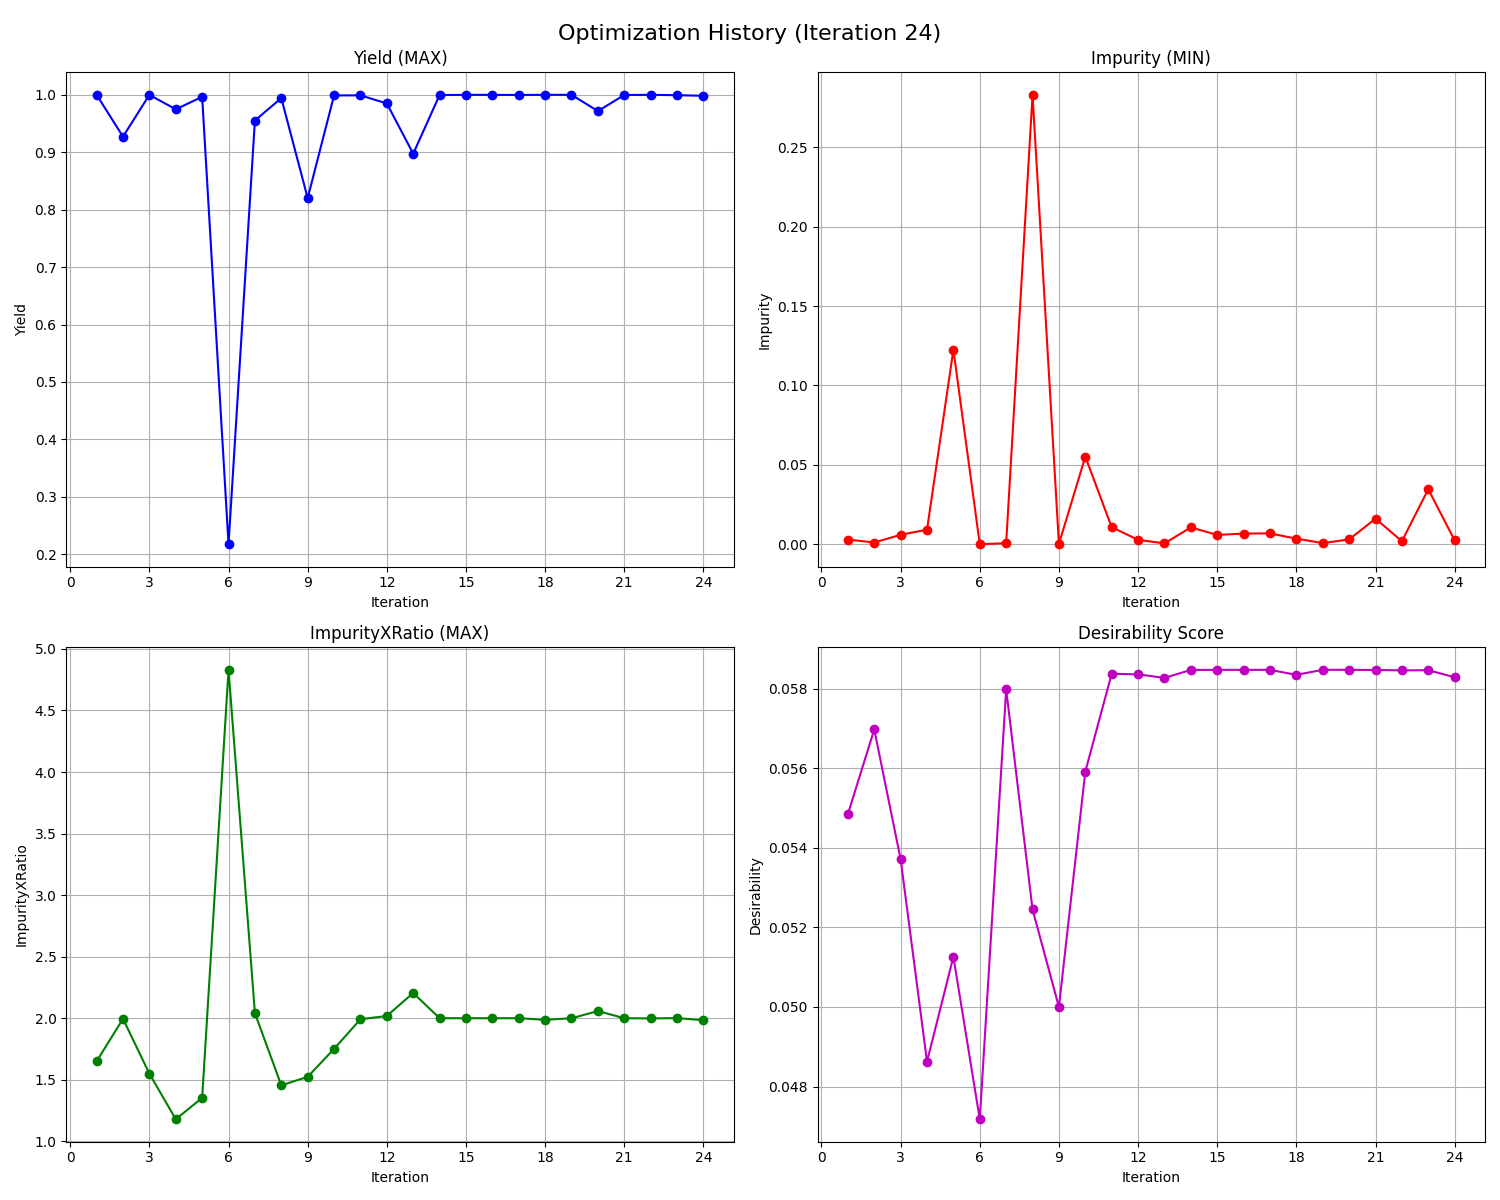 Optimization History (Iteration 24)
Yield (MAX)
1.0
0.9
0.8
0.7
0.6
0.5
0.4
0.3
0.2
Yield
0 3 6 9 12 15 18 21 24
Iteration
Impurity (MIN)
0.25
0.20
0.15
0.10
0.05
0.00
Impurity
0 3 6 9 12 15 18 21 24
Iteration
ImpurityXRatio (MAX)
5.0
4.5
4.0
3.5
3.0
2.5
2.0
1.5
1.0
ImpurityXRatio
0 3 6 9 12 15 18 21 24
Iteration
Desirability Score
0.058
0.056
0.054
0.052
0.050
0.048
Desirability
0 3 6 9 12 15 18 21 24
Iteration